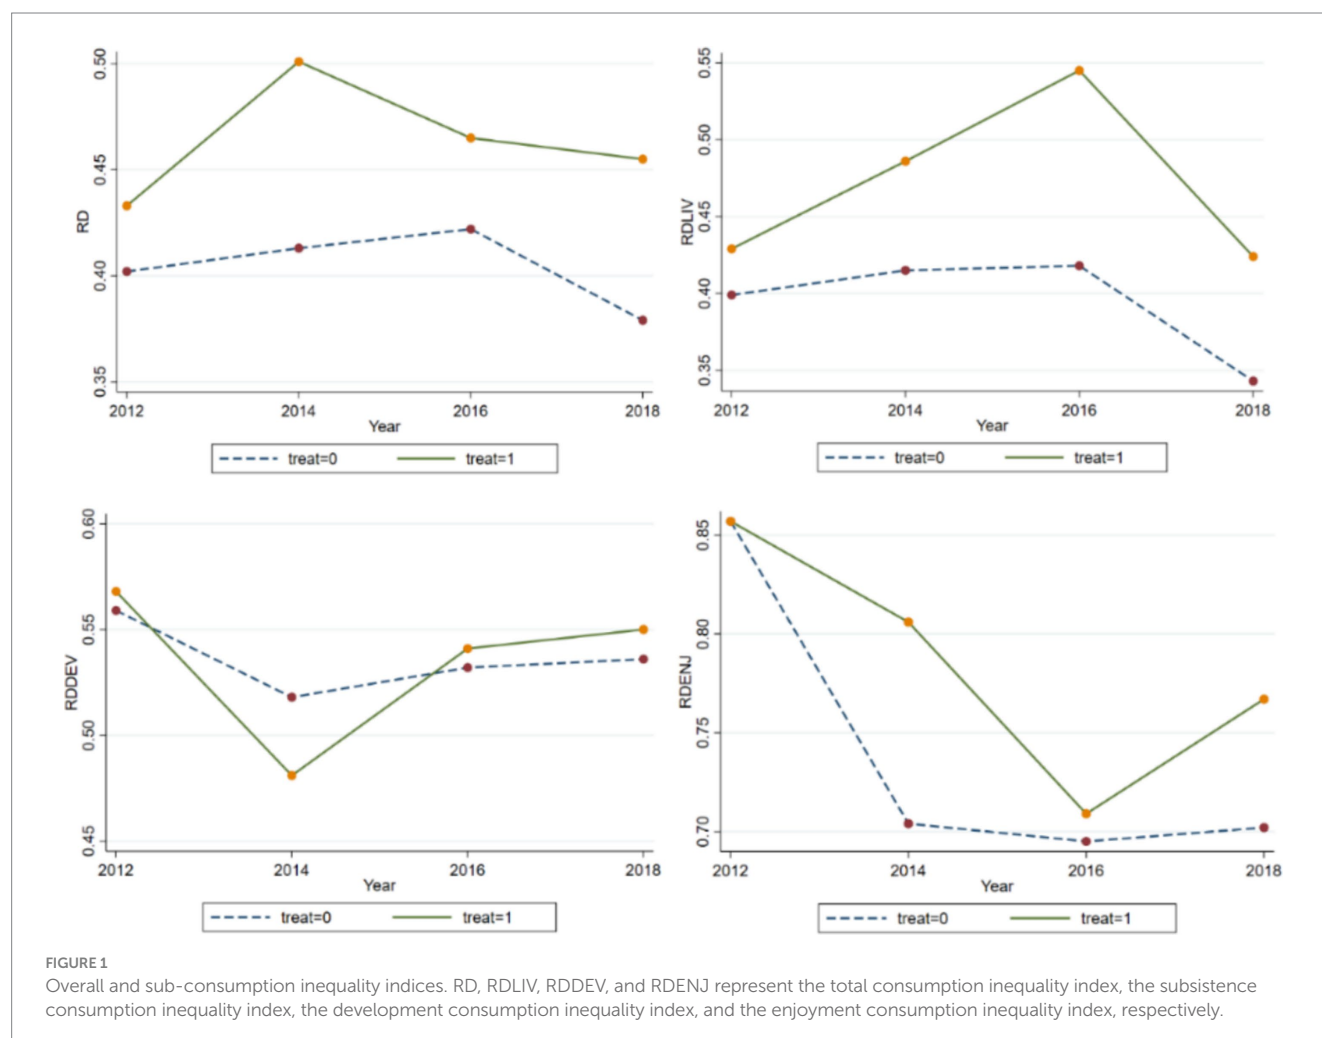 0.50
0.45
0.40
0.35
RD
2012 2014 2016 2018
Year
treat=0 treat=1
0.55
0.50
0.45
0.40
0.35
RDLIV
2012 2014 2016 2018
Year
treat=0 treat=1
0.60
0.55
0.50
0.45
RDDEV
2012 2014 2016 2018
Year
treat=0 treat=1
0.85
0.80
0.75
0.70
RDENJ
2012 2014 2016 2018
Year
treat=0 treat=1
FIGURE 1
Overall and sub-consumption inequality indices. RD, RDLIV, RDDEV, and RDENJ represent the total consumption inequality index, the subsistence
consumption inequality index, the development consumption inequality index, and the enjoyment consumption inequality index, respectively.